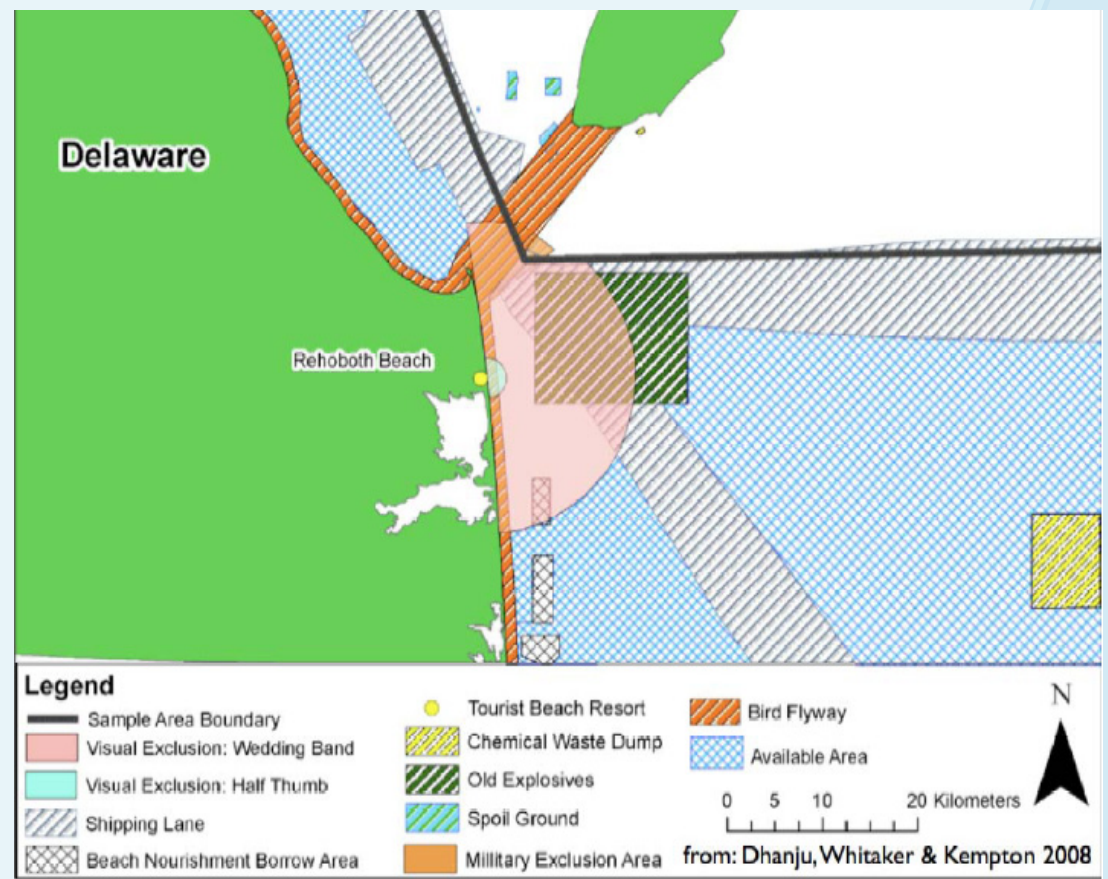 Delaware
Rehoboth Beach
Legend
Sample Area Boundary
Visual Exclusion: Wedding Band
Visual Exclusion: Half Thumb
Shipping Lane
Beach Nourishment Borrow Area
Tourist Beach Resort
Chemical Waste Dump
Old Explosives
Spoil Ground
Millitary Exclusion Area
Bird Flyway
Available Area
N
0 5 10 20 Kilometers
from: Dhanju, Whitaker & Kempton 2008